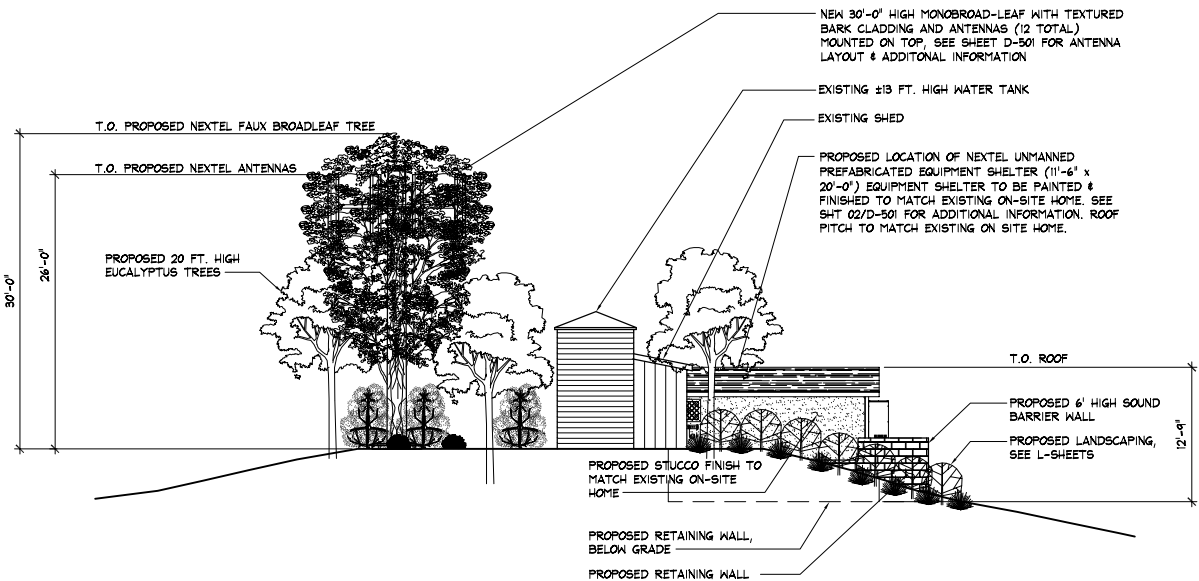 NEW 30'-0" HIGH MONOBROAD-LEAF WITH TEXTURED
BARK CLADDING AND ANTENNAS (12 TOTAL)
MOUNTED ON TOP, SEE SHEET D-501 FOR ANTENNA
LAYOUT & ADDITONAL INFORMATION
EXISTING ±13 FT. HIGH WATER TANK
EXISTING SHED
T.O. PROPOSED NEXTEL FAUX BROADLEAF TREE
T.O. PROPOSED NEXTEL ANTENNAS
PROPOSED LOCATION OF NEXTEL UNMANNED
PREFABRICATED EQUIPMENT SHELTER (11'-6" x
20'-0") EQUIPMENT SHELTER TO BE PAINTED &
FINISHED TO MATCH EXISTING ON-SITE HOME. SEE
SHT 02/D-501 FOR ADDITIONAL INFORMATION. ROOF
PITCH TO MATCH EXISTING ON SITE HOME.
PROPOSED 20 FT. HIGH
EUCALYPTUS TREES
30'-0"
26'-0"
T.O. ROOF
PROPOSED 6' HIGH SOUND
BARRIER WALL
PROPOSED LANDSCAPING,
SEE L-SHEETS
12'-9"
PROPOSED STUCCO FINISH TO
MATCH EXISTING ON-SITE
HOME
PROPOSED RETAINING WALL,
BELOW GRADE
PROPOSED RETAINING WALL